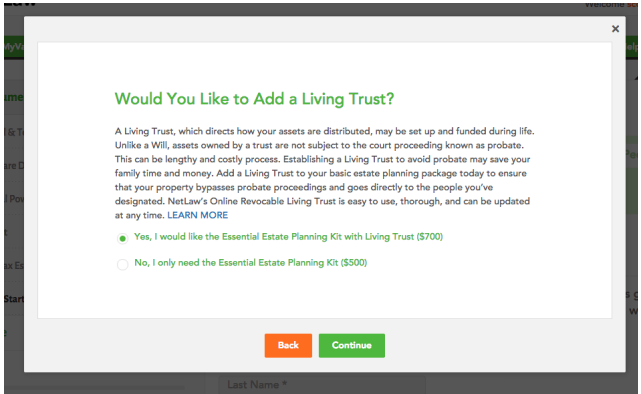 Welcome
×
MyV
Would You Like to Add a Living Trust?
A Living Trust, which directs how your assets are distributed, may be set up and funded during life.
Unlike a Will, assets owned by a trust are not subject to the court proceeding known as probate.
This can be lengthy and costly process. Establishing a Living Trust to avoid probate may save your
family time and money. Add a Living Trust to your basic estate planning package today to ensure
that your property bypasses probate proceedings and goes directly to the people you've
designated. NetLaw's Online Revocable Living Trust is easy to use, thorough, and can be updated
at any time. LEARN MORE
Yes, I would like the Essential Estate Planning Kit with Living Trust ($700)
No, I only need the Essential Estate Planning Kit ($500)
Start
Back Continue
Last Name *